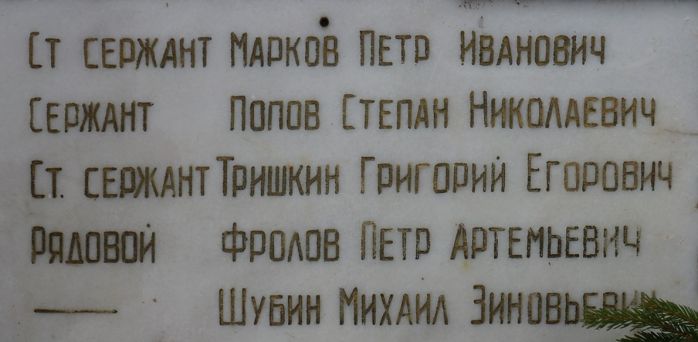 Ст сержант Марков Петр Иванович
Сержант Попов Степан Николаевич
Ст. сержант Тришкин Григорий Егорович
Рядовой Фролов Петр Артемьевич
—— Шубин Михаил Зиновьевич